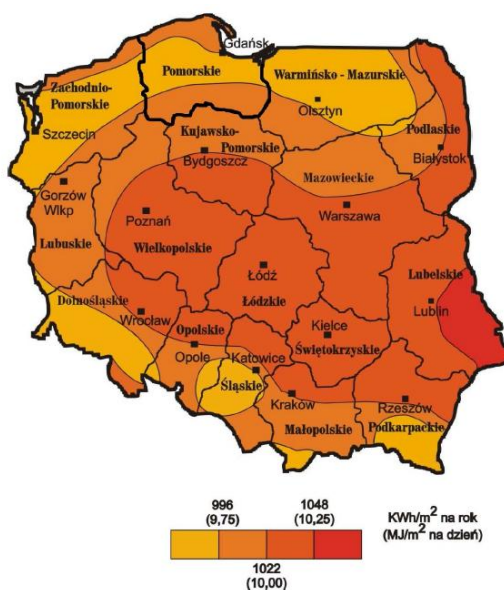 Gdańsk
Zachodnio-
Pomorskie
Pomorskie
Warmińsko - Mazurskie
Olsztyn
Szczecin
Kujawsko-
Pomorskie
Bydgoszcz
Podlaskie
Białystok
Mazowieckie
Gorzów
Wlkp
Poznań
Warszawa
Lubuskie
Wielkopolskie
Łódź
Łódzkie
Lubelskie
Lublin
Dolnośląskie
Wrocław
Opolskie
Opole
Kielce
Świętokrzyskie
Katowice
Śląskie
Kraków
Małopolskie
Rzeszów
Podkarpackie
996
(9,75)
1048
(10,25)
KWh/m² na rok
(MJ/m² na dzień)
1022
(10,00)